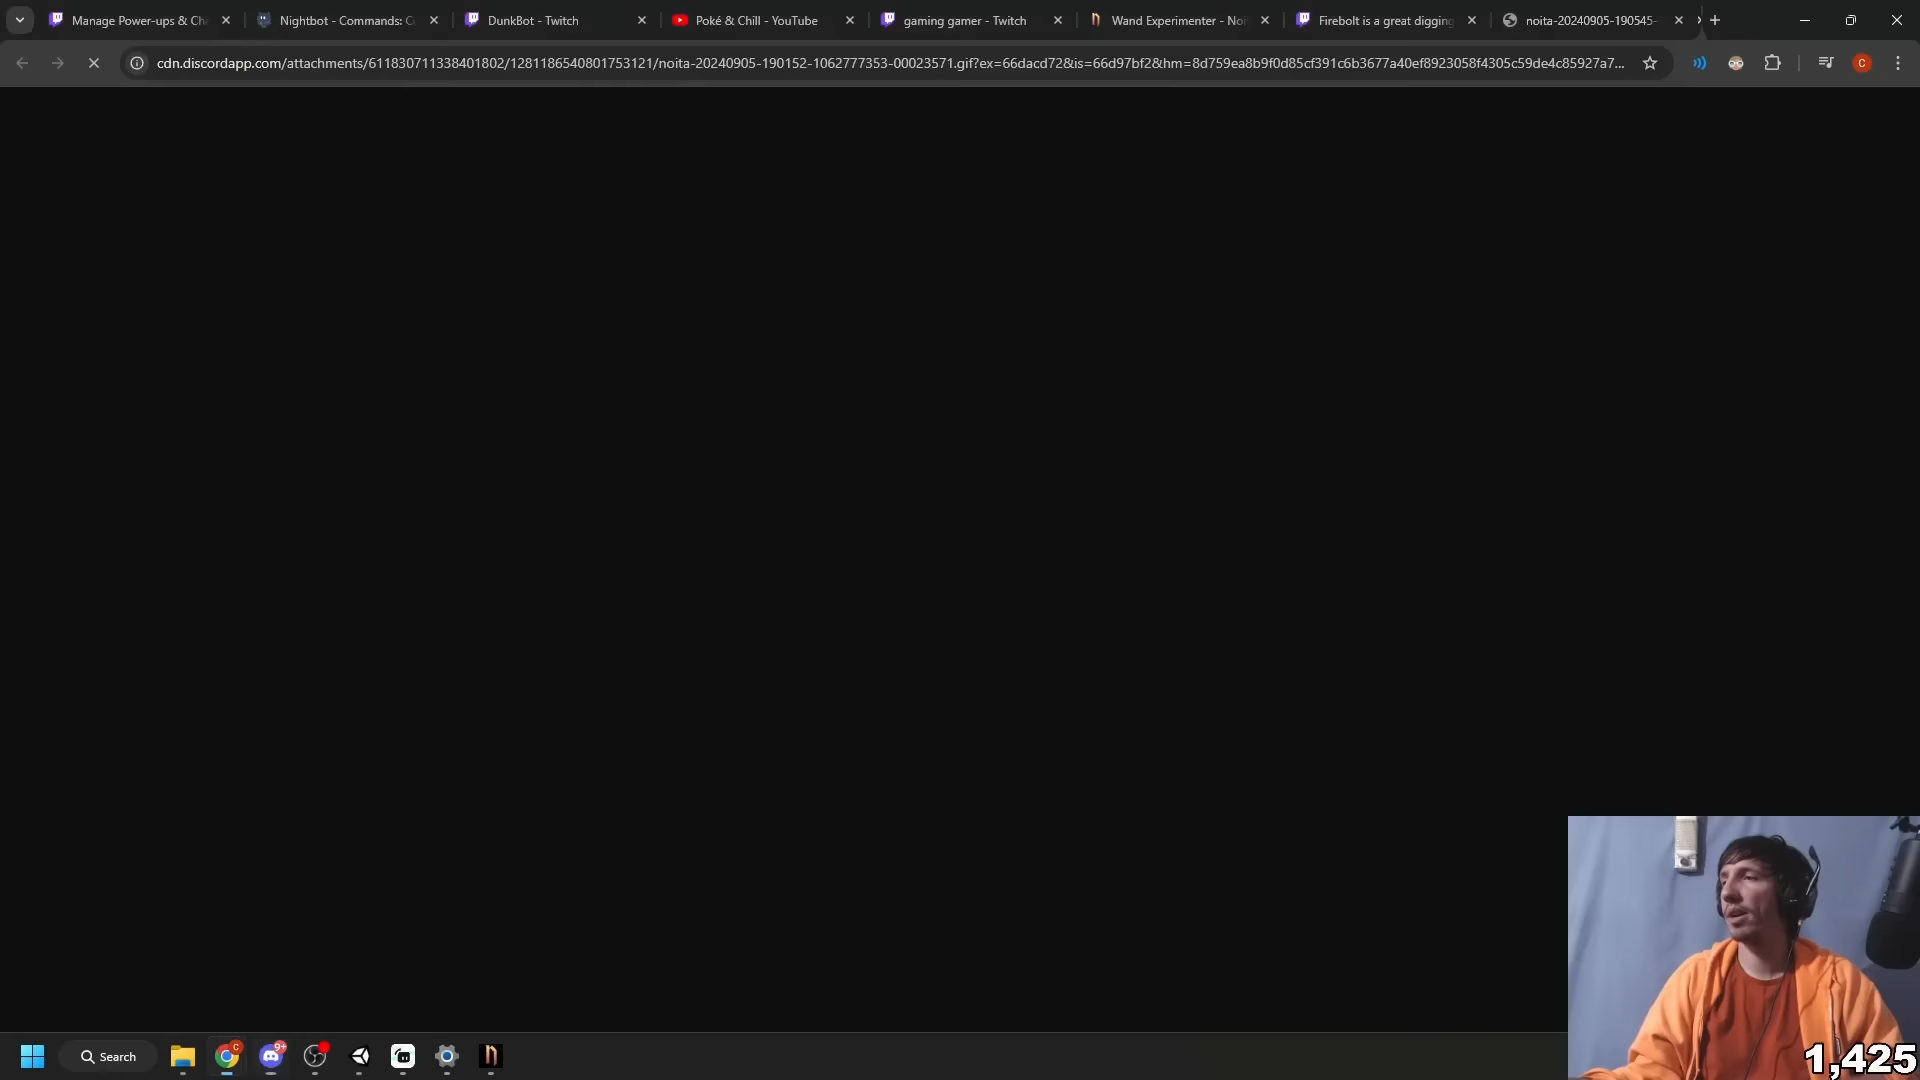 Manage Power-ups & Ch
Nightbot - Commands: C
DunkBot - Twitch
Poké & Chill - YouTube
gaming gamer - Twitch
Wand Experimenter - Noi
Firebolt is a great digging
noita-20240905-190545-
cdn.discordapp.com/attachments/611830711338401802/1281186540801753121/noita-20240905-190152-1062777353-00023571.gif?ex=66dacd72&is=66d97bf2&hm=8d759ea8b9f0d85cf391c6b3677a40ef8923058f4305c59de4c85927a7...
C
Search
C
9+
1,425